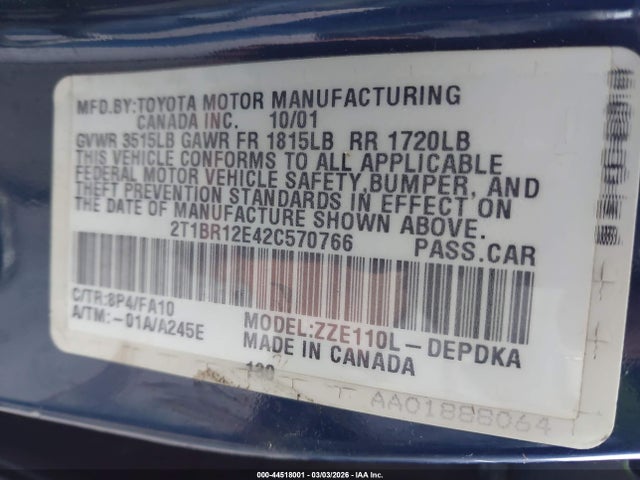 MFD.BY:TOYOTA MOTOR MANUFACTURING
CANADA INC. 10/01
GVWR 3515LB GAWR FR 1815LB RR 1720LB
THIS VEHICLE CONFORMS TO ALL APPLICABLE
FEDERAL MOTOR VEHICLE SAFETY,BUMPER, AND
THEFT PREVENTION STANDARDS IN EFFECT ON
THE DATE OF MANUFACTURE SHOWN ABOVE.
2T1BR12E42C570766 PASS.CAR
C/TR:8P4/FA10
A/TM:-01A/A245E
MODEL:ZZE110L-DEPDKA
MADE IN CANADA
AA01888064
000-44518001 | 03/03/2026 | IAA Inc.